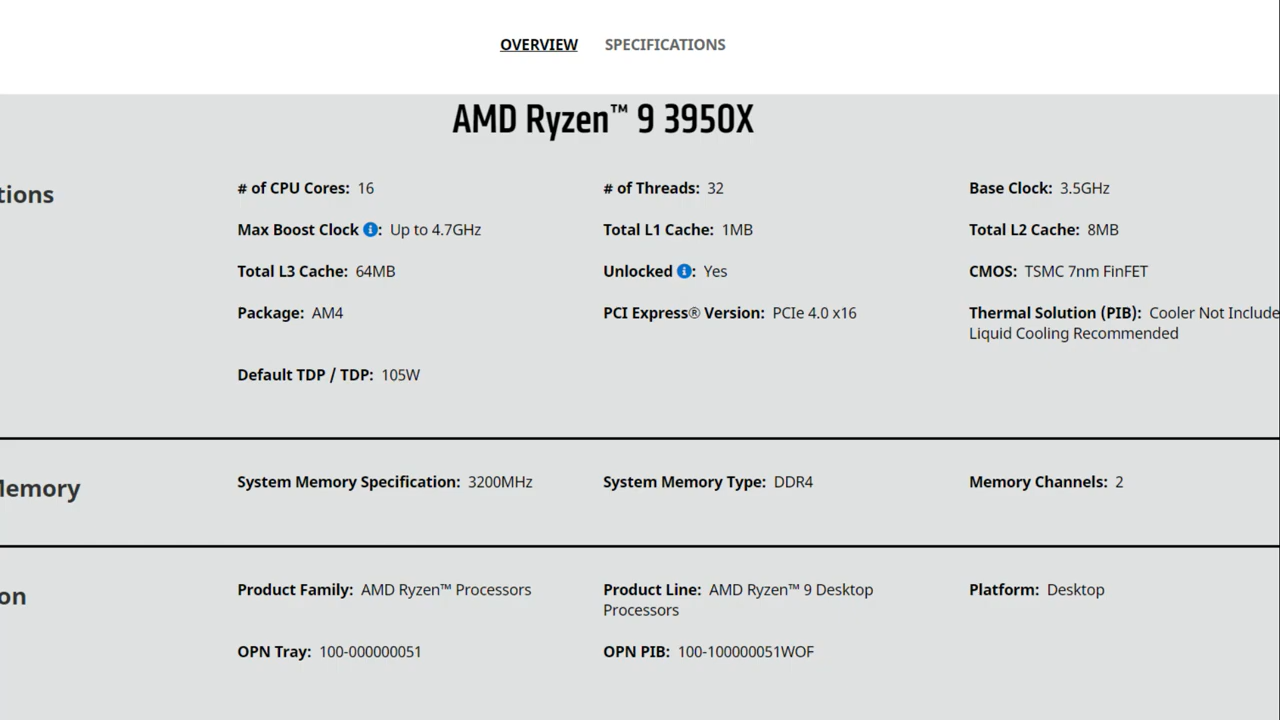 OVERVIEW SPECIFICATIONS
AMD Ryzen™ 9 3950X
tions
# of CPU Cores: 16 # of Threads: 32 Base Clock: 3.5GHz
Max Boost Clock : Up to 4.7GHz Total L1 Cache: 1MB Total L2 Cache: 8MB
Total L3 Cache: 64MB Unlocked : Yes CMOS: TSMC 7nm FinFET
Package: AM4 PCI Express® Version: PCIe 4.0 x16 Thermal Solution (PIB): Cooler Not Include
Liquid Cooling Recommended
Default TDP / TDP: 105W
Memory
System Memory Specification: 3200MHz System Memory Type: DDR4 Memory Channels: 2
on
Product Family: AMD Ryzen™ Processors Product Line: AMD Ryzen™ 9 Desktop Platform: Desktop
Processors
OPN Tray: 100-000000051 OPN PIB: 100-100000051WOF